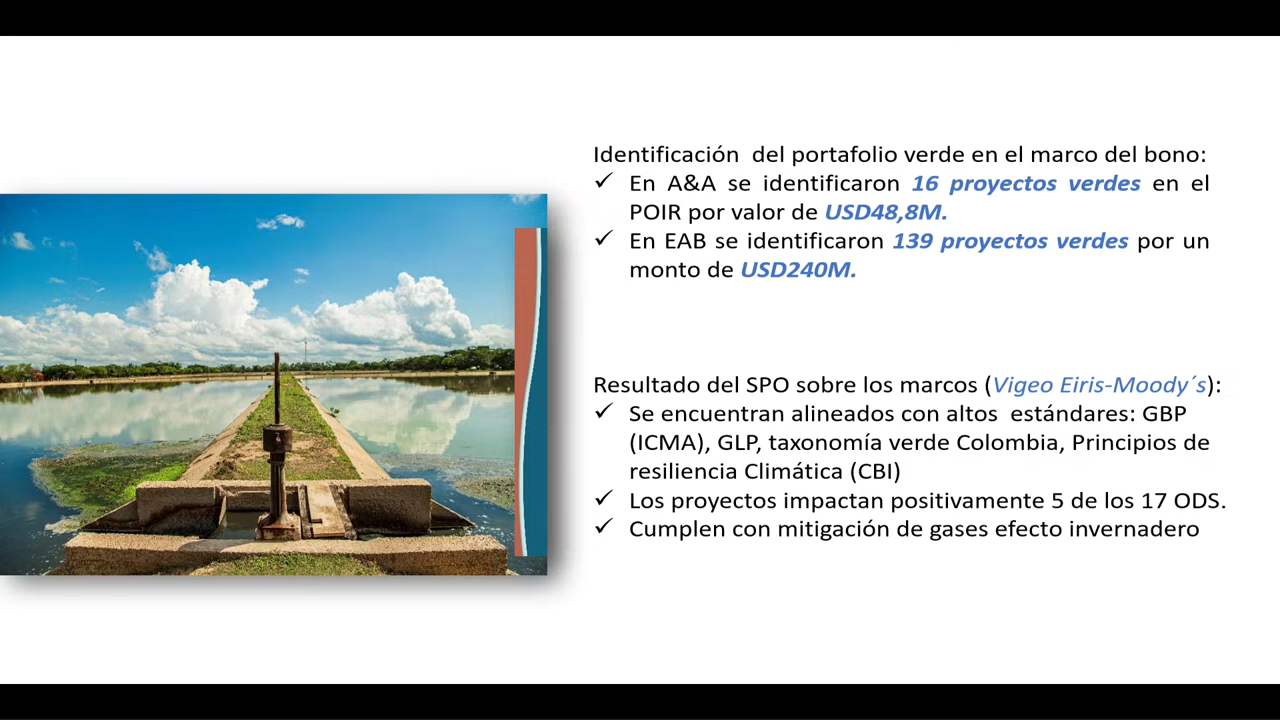 Identificación del portafolio verde en el marco del bono:
✓ En A&A se identificaron 16 proyectos verdes en el
POIR por valor de USD48,8M.
✓ En EAB se identificaron 139 proyectos verdes por un
monto de USD240M.
Resultado del SPO sobre los marcos (Vigeo Eiris-Moody´s):
✓ Se encuentran alineados con altos estándares: GBP
(ICMA), GLP, taxonomía verde Colombia, Principios de
resiliencia Climática (CBI)
✓ Los proyectos impactan positivamente 5 de los 17 ODS.
✓ Cumplen con mitigación de gases efecto invernadero